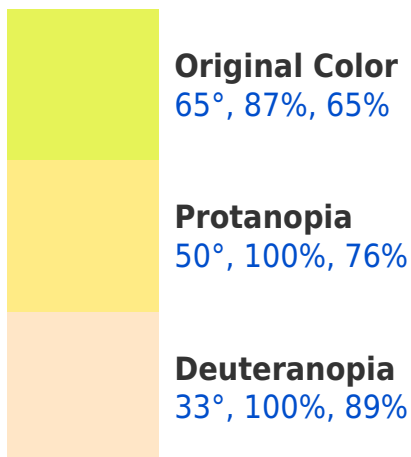 Original Color
65°, 87%, 65%
Protanopia
50°, 100%, 76%
Deuteranopia
33°, 100%, 89%